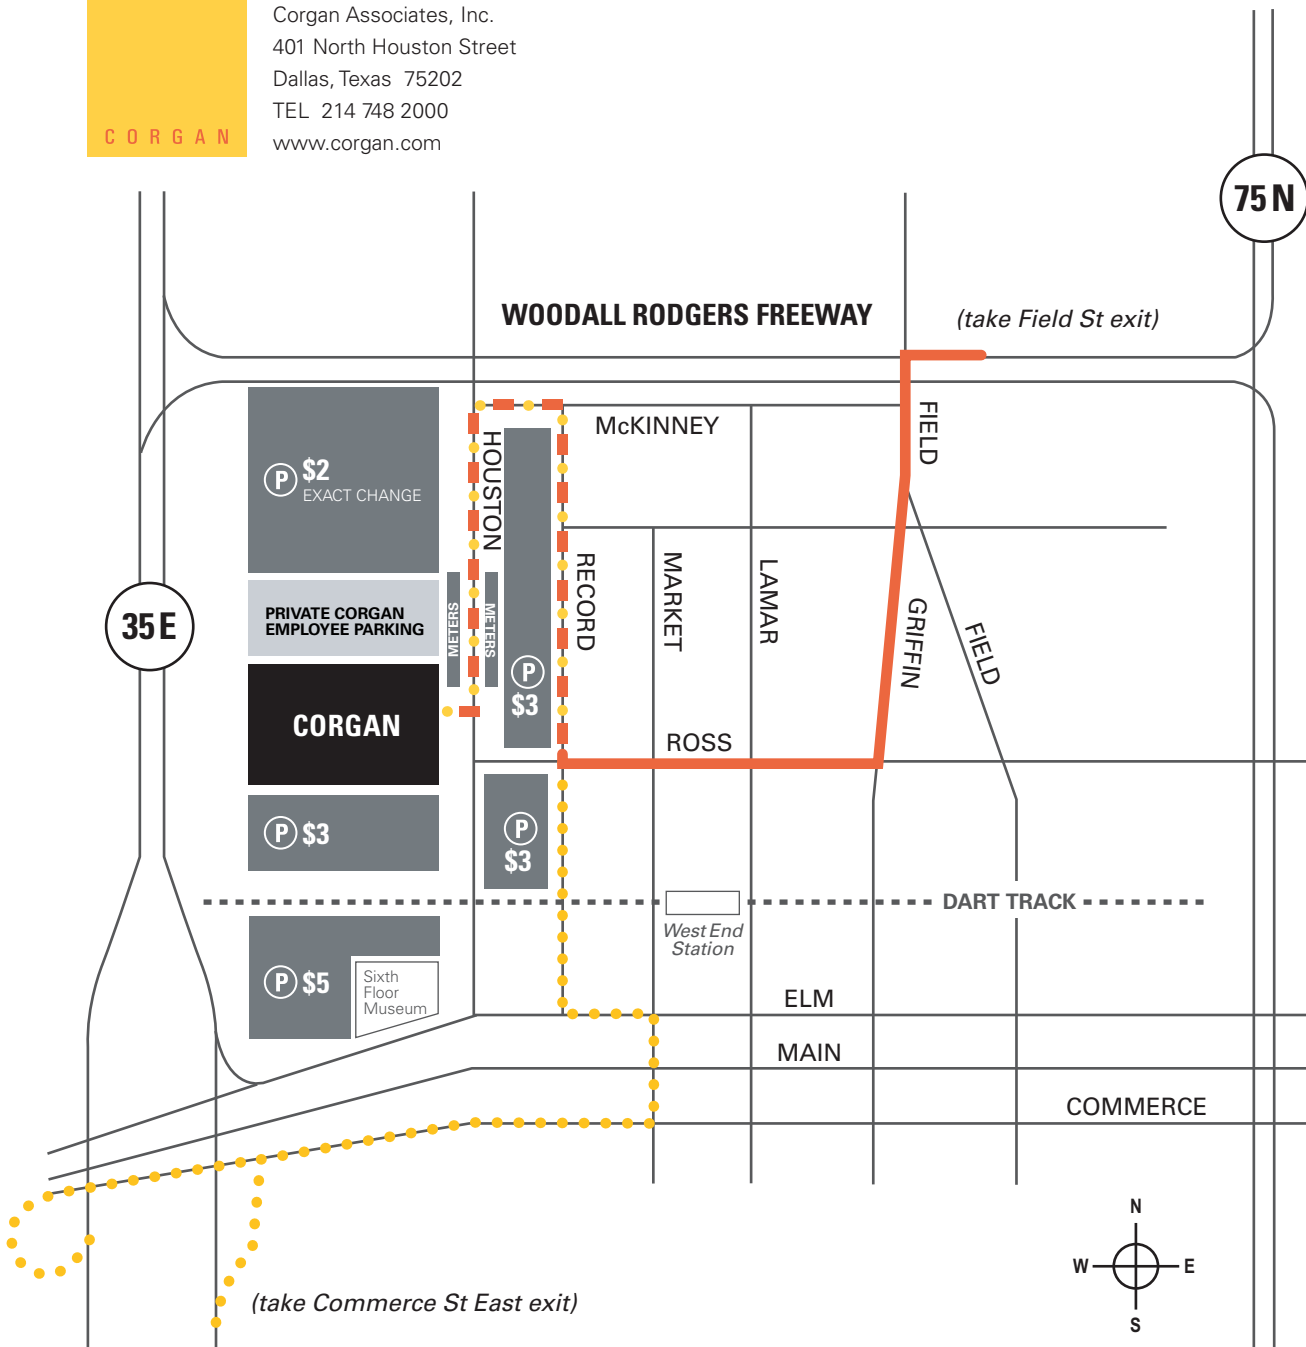 Corgan Associates, Inc.
401 North Houston Street
Dallas, Texas 75202
TEL 214 748 2000
www.corgan.com
CORGAN
75 N
WOODALL RODGERS FREEWAY
(take Field St exit)
McKINNEY
FIELD
HOUSTON
P $2
EXACT CHANGE
RECORD
MARKET
LAMAR
GRIFFIN
FIELD
35 E
PRIVATE CORGAN
EMPLOYEE PARKING
METERS
METERS
P
$3
CORGAN
ROSS
P $3
P
$3
DART TRACK
West End
Station
P $5
Sixth
Floor
Museum
ELM
MAIN
COMMERCE
N
W
E
S
(take Commerce St East exit)